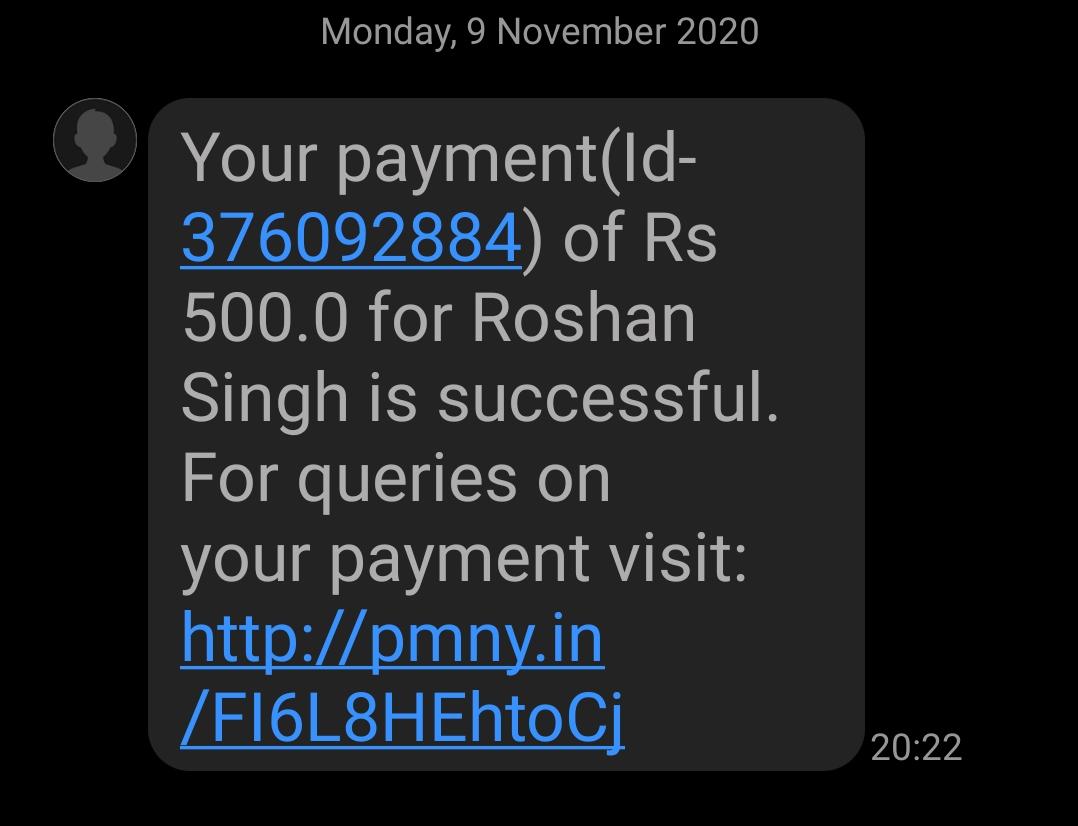 Monday, 9 November 2020
Your payment(Id-
376092884) of Rs
500.0 for Roshan
Singh is successful.
For queries on
your payment visit:
http://pmny.in
/FI6L8HEhtoCj
20:22